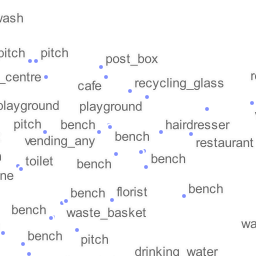 wash
pitch
pitch
post_box
_centre
cafe
recycling_glass
playground
playground
pitch
bench
hairdresser
vending_any
bench
restaurant
toilet
bench
bench
ne
bench
florist
bench
bench
waste_basket
bench
pitch
wa
drinking_water